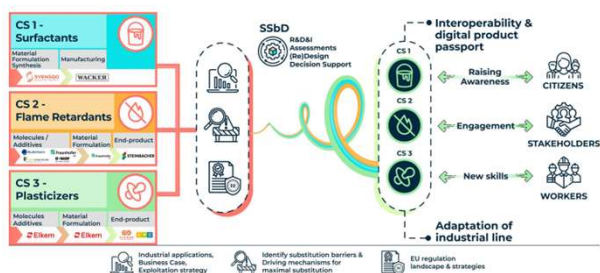 CS 1 -
Surfactants
Material
Formulation
Synthesis
Manufacturing
WACKER
CS 2 -
Flame Retardants
Molecules /
Additives
Material
Formulation
End-product
Fraunhofer
STEINBACHER
CS 3 -
Plasticizers
Molecules
Additives
Material
Formulation
End-product
Elkem
Elkem
SSbD
R&D&I
Assessments
(Re)Design
Decision Support
Interoperability &
digital product
passport
CS 1
CS 2
CS 3
Raising
Awareness
CITIZENS
Engagement
STAKEHOLDERS
New skills
WORKERS
Adaptation of
industrial line
Industrial applications,
Business Case,
Exploitation strategy
Identify substitution barriers &
Driving mechanisms for
maximal substitution
EU regulation
landscape & strategies